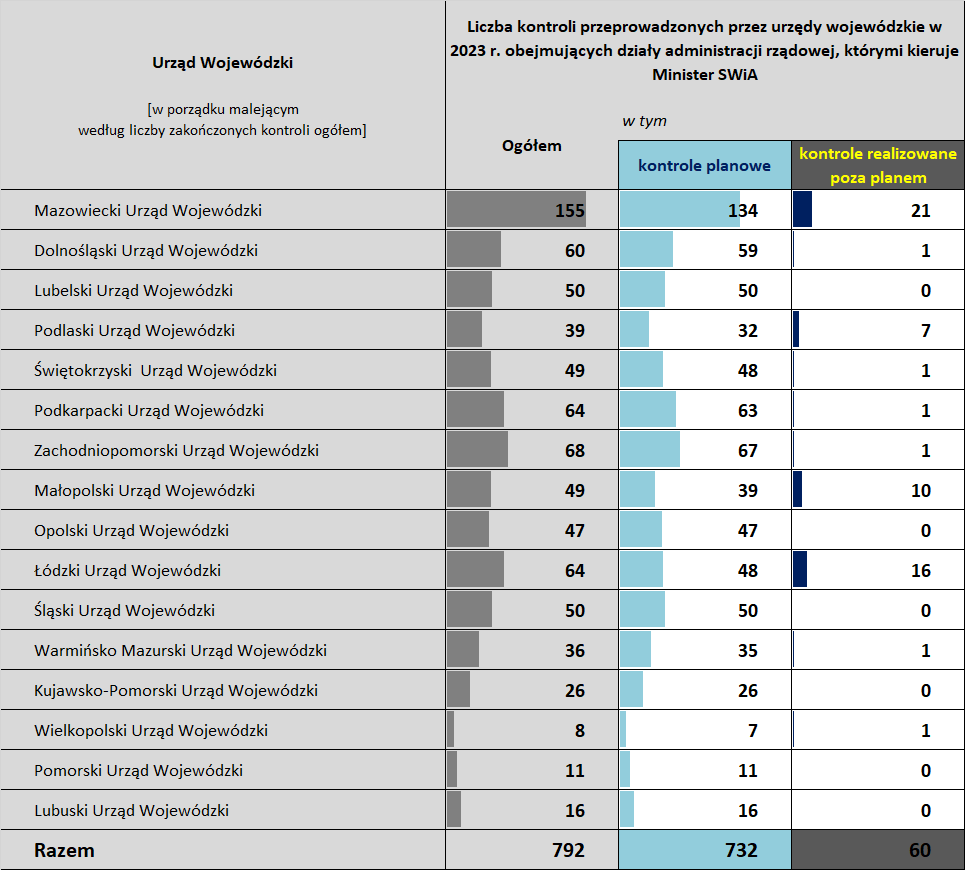 Urząd Wojewódzki
[w porządku malejącym
według liczby zakończonych kontroli ogółem]
Liczba kontroli przeprowadzonych przez urzędy wojewódzkie w
2023 r. obejmujących działy administracji rządowej, którymi kieruje
Minister SWiA
Ogółem
w tym
kontrole planowe
kontrole realizowane
poza planem
Mazowiecki Urząd Wojewódzki 155 134 21
Dolnośląski Urząd Wojewódzki 60 59 1
Lubelski Urząd Wojewódzki 50 50 0
Podlaski Urząd Wojewódzki 39 32 7
Świętokrzyski  Urząd Wojewódzki 49 48 1
Podkarpacki Urząd Wojewódzki 64 63 1
Zachodniopomorski Urząd Wojewódzki 68 67 1
Małopolski Urząd Wojewódzki 49 39 10
Opolski Urząd Wojewódzki 47 47 0
Łódzki Urząd Wojewódzki 64 48 16
Śląski Urząd Wojewódzki 50 50 0
Warmińsko Mazurski Urząd Wojewódzki 36 35 1
Kujawsko-Pomorski Urząd Wojewódzki 26 26 0
Wielkopolski Urząd Wojewódzki 8 7 1
Pomorski Urząd Wojewódzki 11 11 0
Lubuski Urząd Wojewódzki 16 16 0
Razem 792 732 60